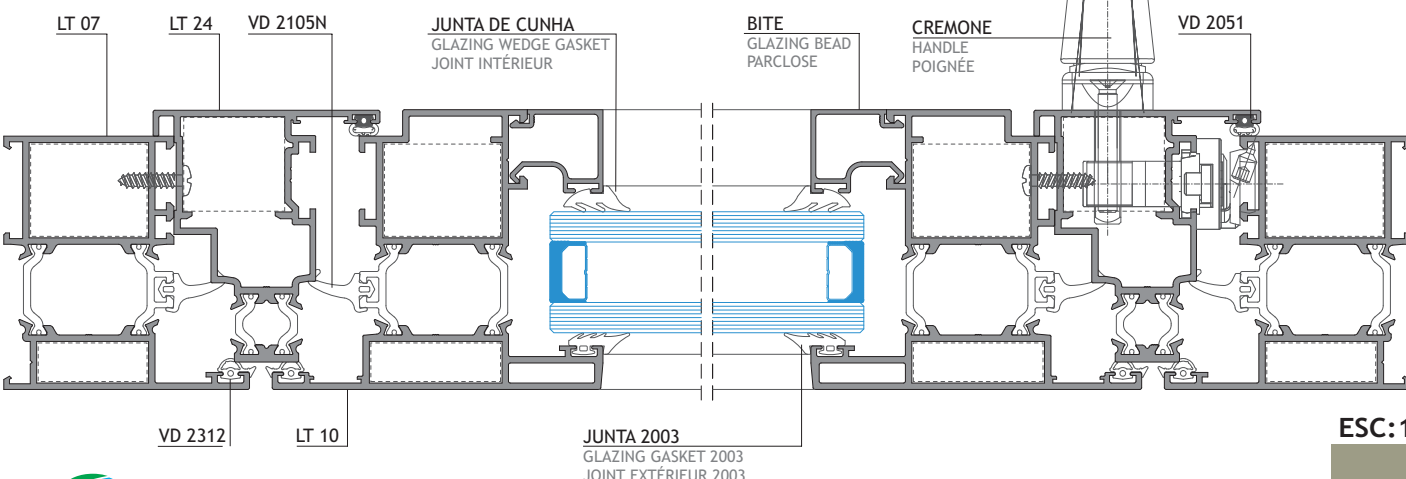 LT 07
LT 24
VD 2105N
JUNTA DE CUNHA
GLAZING WEDGE GASKET
JOINT INTÉRIEUR
BITE
GLAZING BEAD
PARCLOSE
CREMONE
HANDLE
POIGNÉE
VD 2051
VD 2312
LT 10
JUNTA 2003
GLAZING GASKET 2003
JOINT EXTÉRIEUR 2003
ESC:1